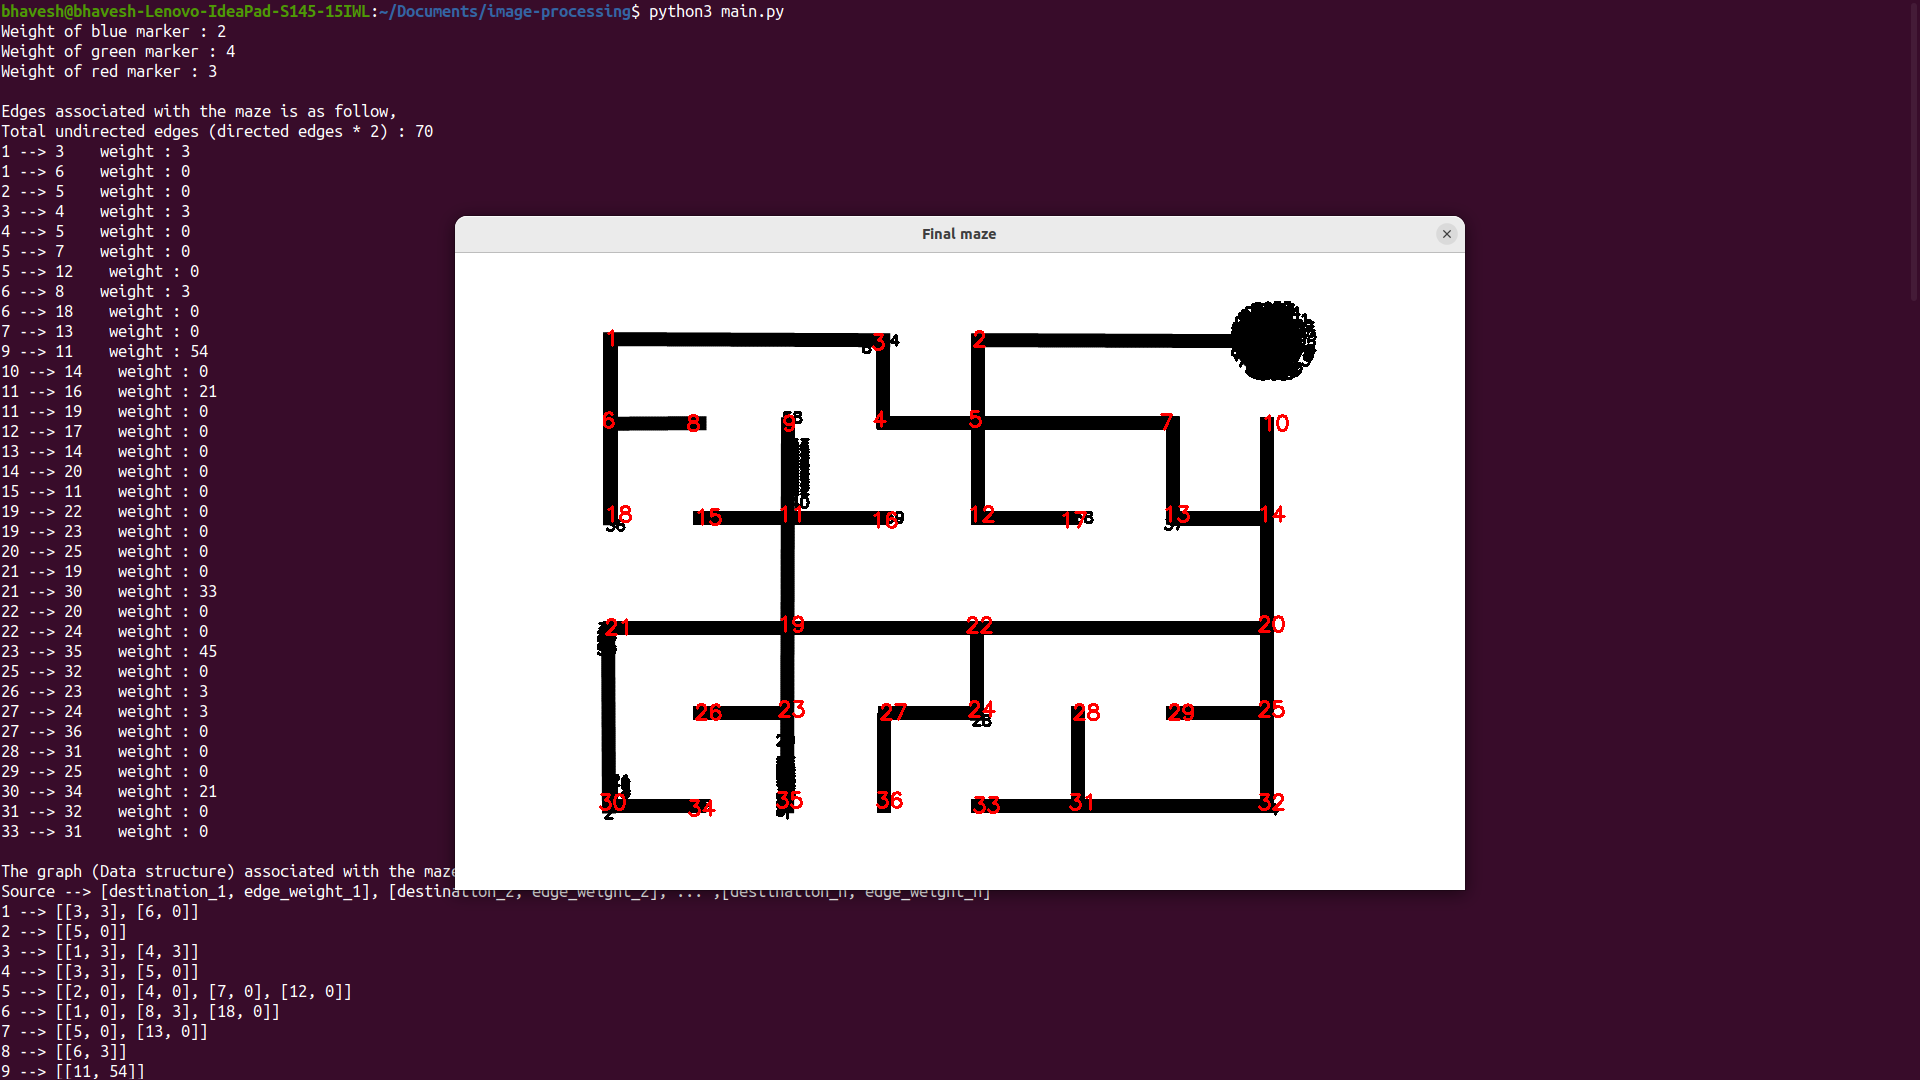 bhavesh@bhavesh-Lenovo-IdeaPad-S145-15IWL:~/Documents/image-processing$ python3 main.py
Weight of blue marker : 2
Weight of green marker : 4
Weight of red marker : 3
Edges associated with the maze is as follow,
Total undirected edges (directed edges * 2) : 70
1 --> 3    weight : 3
1 --> 6    weight : 0
2 --> 5    weight : 0
3 --> 4    weight : 3
4 --> 5    weight : 0
5 --> 7    weight : 0
5 --> 12    weight : 0
6 --> 8    weight : 3
6 --> 18    weight : 0
7 --> 13    weight : 0
9 --> 11    weight : 54
10 --> 14    weight : 0
11 --> 16    weight : 21
11 --> 19    weight : 0
12 --> 17    weight : 0
13 --> 14    weight : 0
14 --> 20    weight : 0
15 --> 11    weight : 0
19 --> 22    weight : 0
19 --> 23    weight : 0
20 --> 25    weight : 0
21 --> 19    weight : 0
21 --> 30    weight : 33
22 --> 20    weight : 0
22 --> 24    weight : 0
23 --> 35    weight : 45
25 --> 32    weight : 0
26 --> 23    weight : 3
27 --> 24    weight : 3
27 --> 36    weight : 0
28 --> 31    weight : 0
29 --> 25    weight : 0
30 --> 34    weight : 21
31 --> 32    weight : 0
33 --> 31    weight : 0
The graph (Data structure) associated with the maze
Source --> [destination_1, edge_weight_1], [destination_2, edge_weight_2], ... ,[destination_n, edge_weight_n]
1 --> [[3, 3], [6, 0]]
2 --> [[5, 0]]
3 --> [[1, 3], [4, 3]]
4 --> [[3, 3], [5, 0]]
5 --> [[2, 0], [4, 0], [7, 0], [12, 0]]
6 --> [[1, 0], [8, 3], [18, 0]]
7 --> [[5, 0], [13, 0]]
8 --> [[6, 3]]
9 --> [[11, 54]]
Final maze
1 3 2
6 8 9 4 5 7 10
18 15 11 16 12 17 13 14
21 19 22 20
26 23 27 24 28 29 25
30 34 35 36 33 31 32